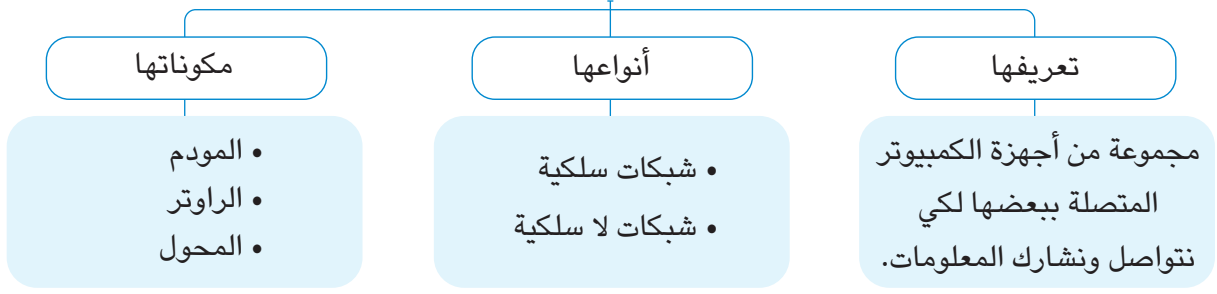 تعريفها
مجموعة من أجهزة الكمبيوتر
المتصلة ببعضها لكي
نتواصل ونشارك المعلومات.
أنواعها
• شبكات سلكية
• شبكات لا سلكية
مكوناتها
• المودم
• الراوتر
• المحول